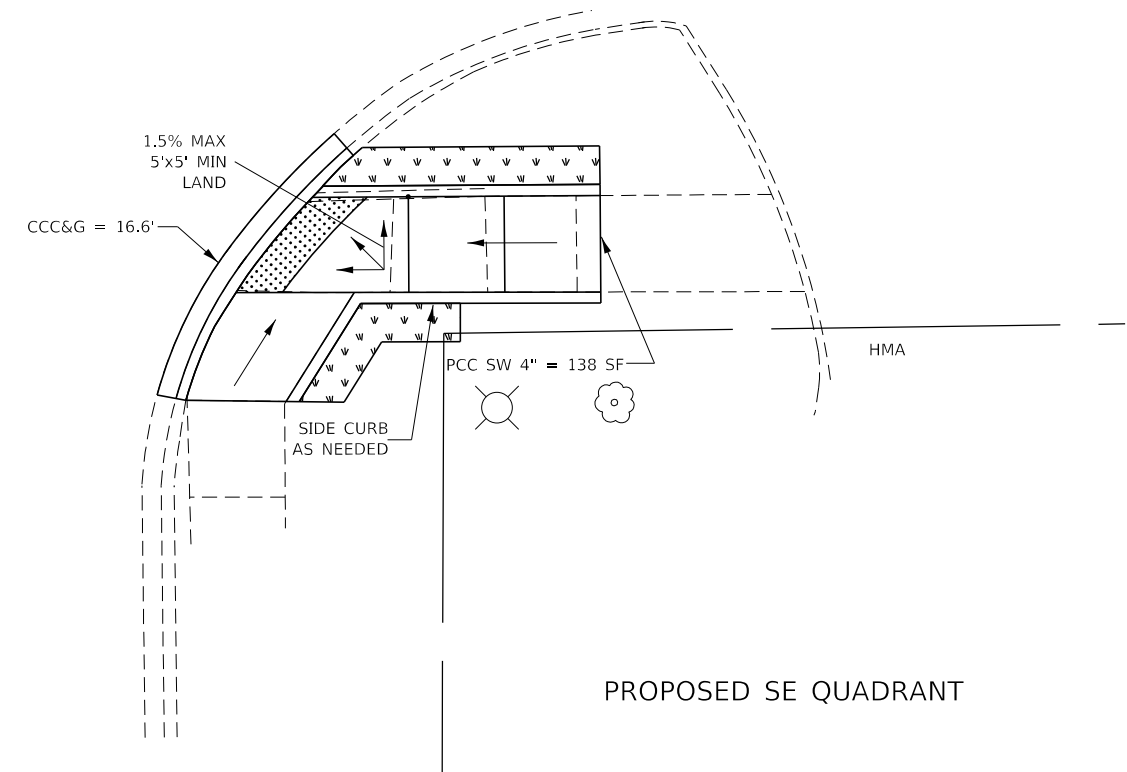 1.5% MAX
5'x5' MIN
LAND
CCC&G = 16.6'
HMA
PCC SW 4" = 138 SF
SIDE CURB
AS NEEDED
PROPOSED SE QUADRANT